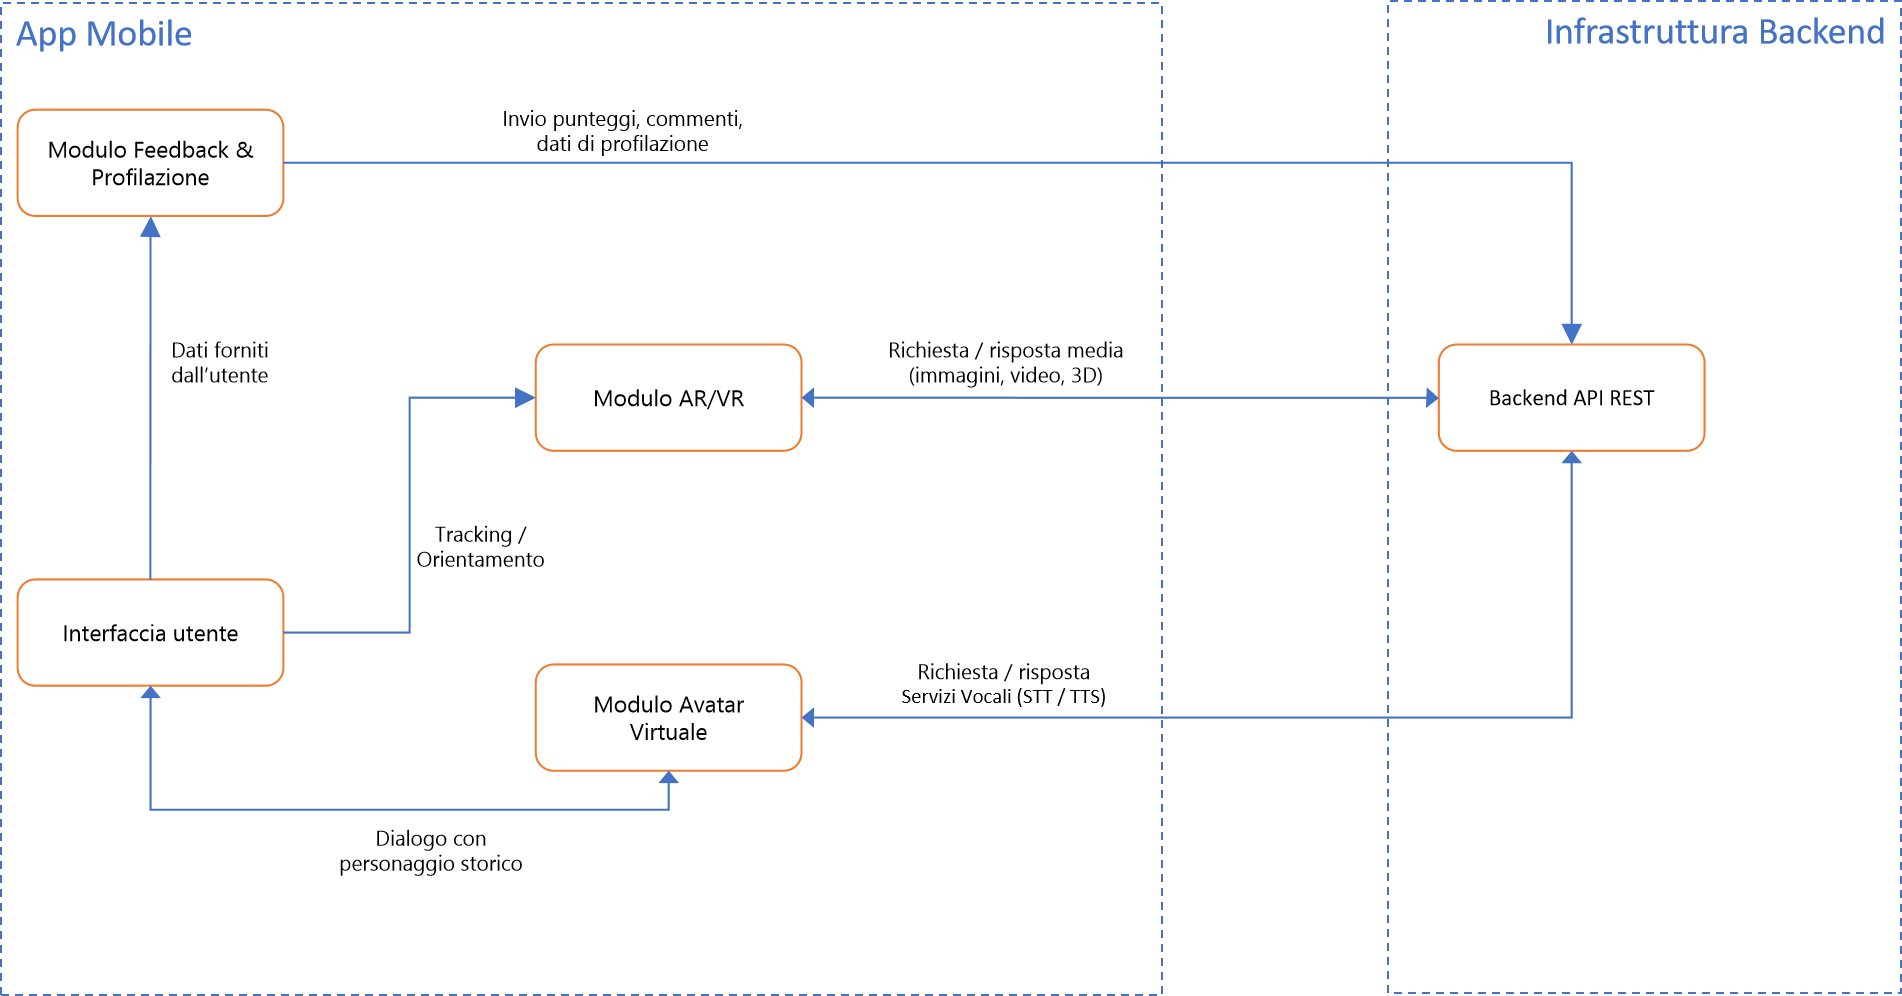 App Mobile
Infrastruttura Backend
Invio punteggi, commenti,
dati di profilazione
Modulo Feedback &
Profilazione
Dati forniti
dall'utente
Richiesta / risposta media
(immagini, video, 3D)
Modulo AR/VR
Backend API REST
Tracking /
Orientamento
Interfaccia utente
Richiesta / risposta
Servizi Vocali (STT / TTS)
Modulo Avatar
Virtuale
Dialogo con
personaggio storico